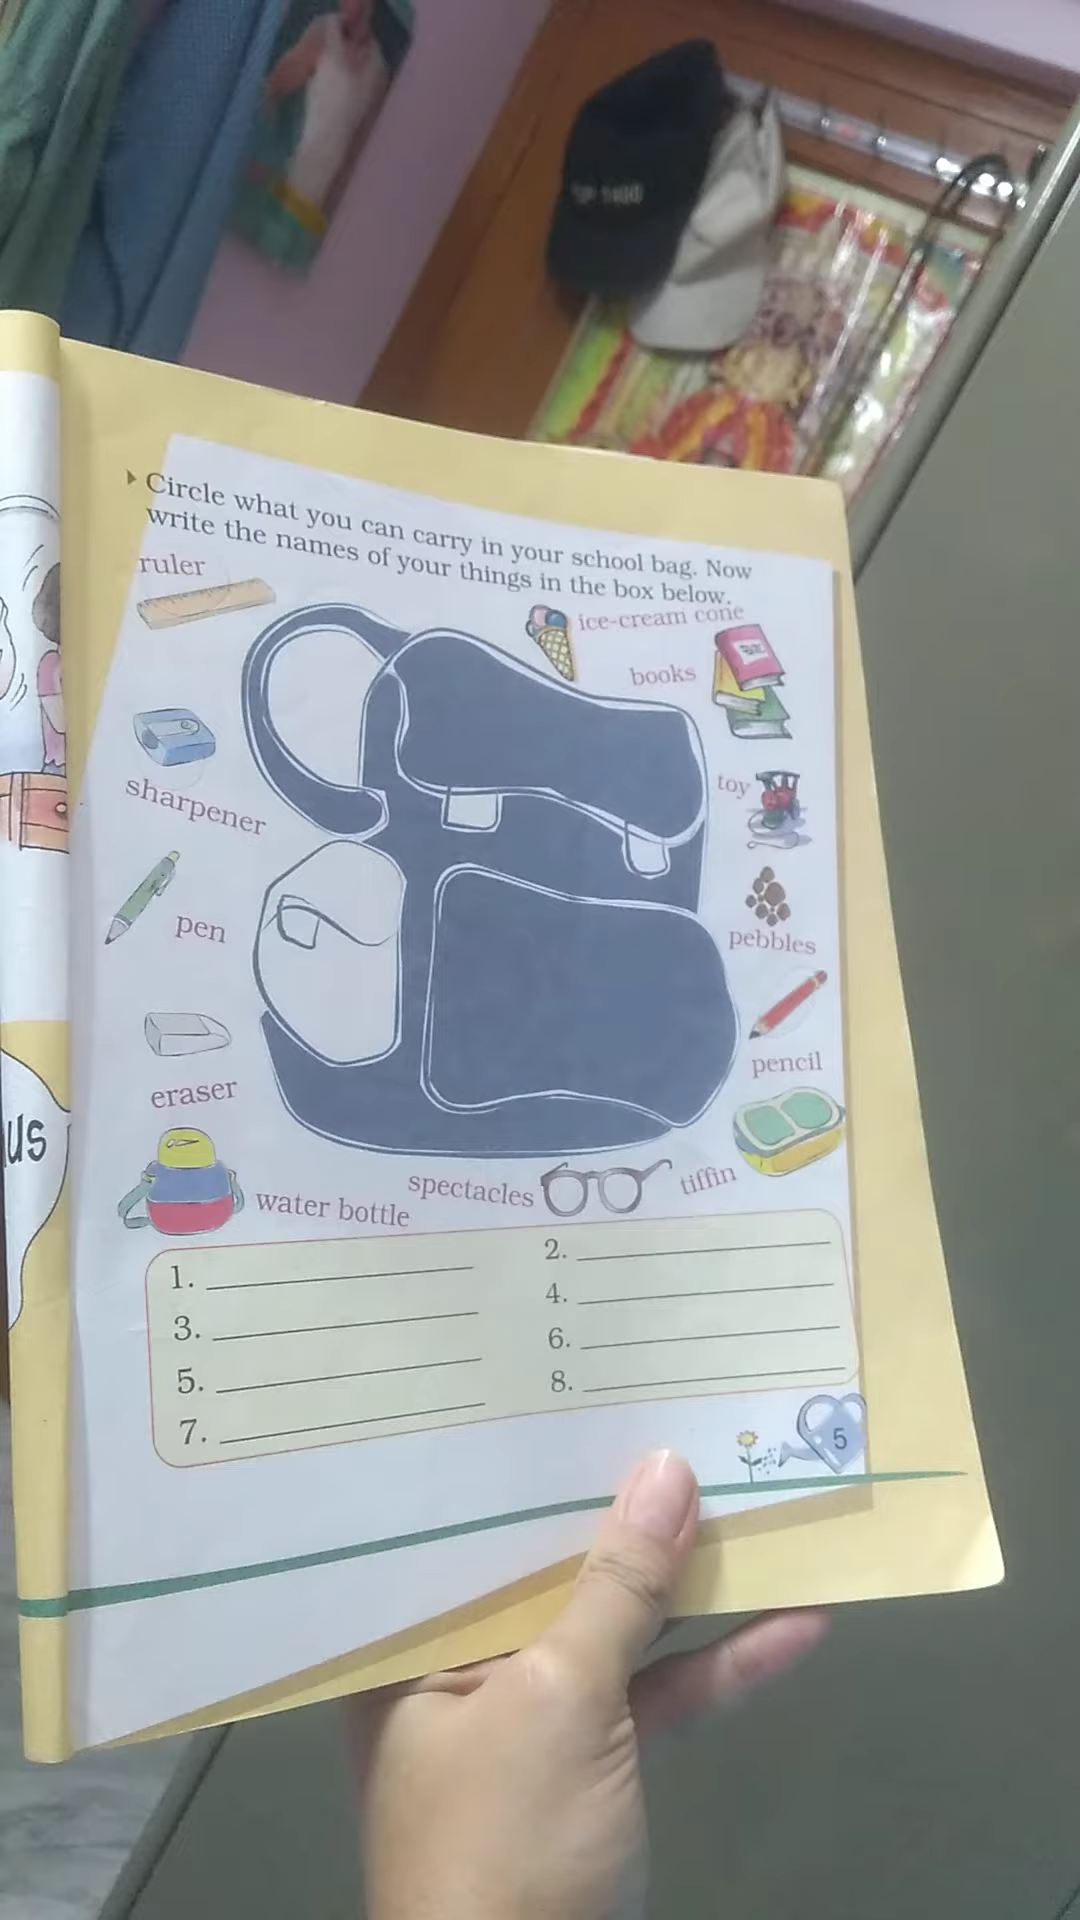 Circle what you can carry in your school bag. Now
write the names of your things in the box below.
ruler
ice-cream cone
books
sharpener
toy
pen
pebbles
pencil
eraser
water bottle
spectacles
tiffin
us
1.
2.
3.
4.
5.
6.
7.
8.
5